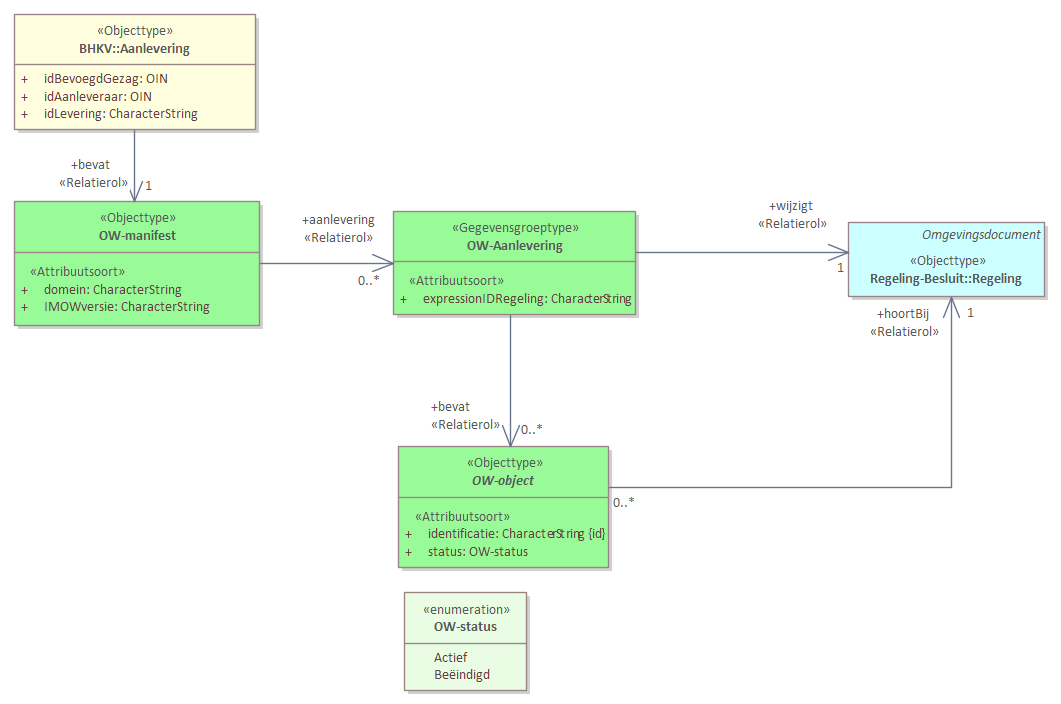 «Objecttype»
BHKV::Aanlevering
+ idBevoegdGezag: OIN
+ idAanleveraar: OIN
+ idLevering: CharacterString
+bevat
«Relatierol»
1
«Objecttype»
OW-manifest
«Attribuutsoort»
+ domein: CharacterString
+ IMOWversie: CharacterString
+aanlevering
«Relatierol»
0..*
«Gegevensgroeptype»
OW-Aanlevering
«Attribuutsoort»
+ expressionIDRegeling: CharacterString
+wijzigt
«Relatierol»
1
Omgevingsdocument
«Objecttype»
Regeling-Besluit::Regeling
+hoortBij
«Relatierol»
1
+bevat
«Relatierol»
0..*
«Objecttype»
OW-object
«Attribuutsoort»
+ identificatie: CharacterString {id}
+ status: OW-status
0..*
«enumeration»
OW-status
Actief
Beëindigd